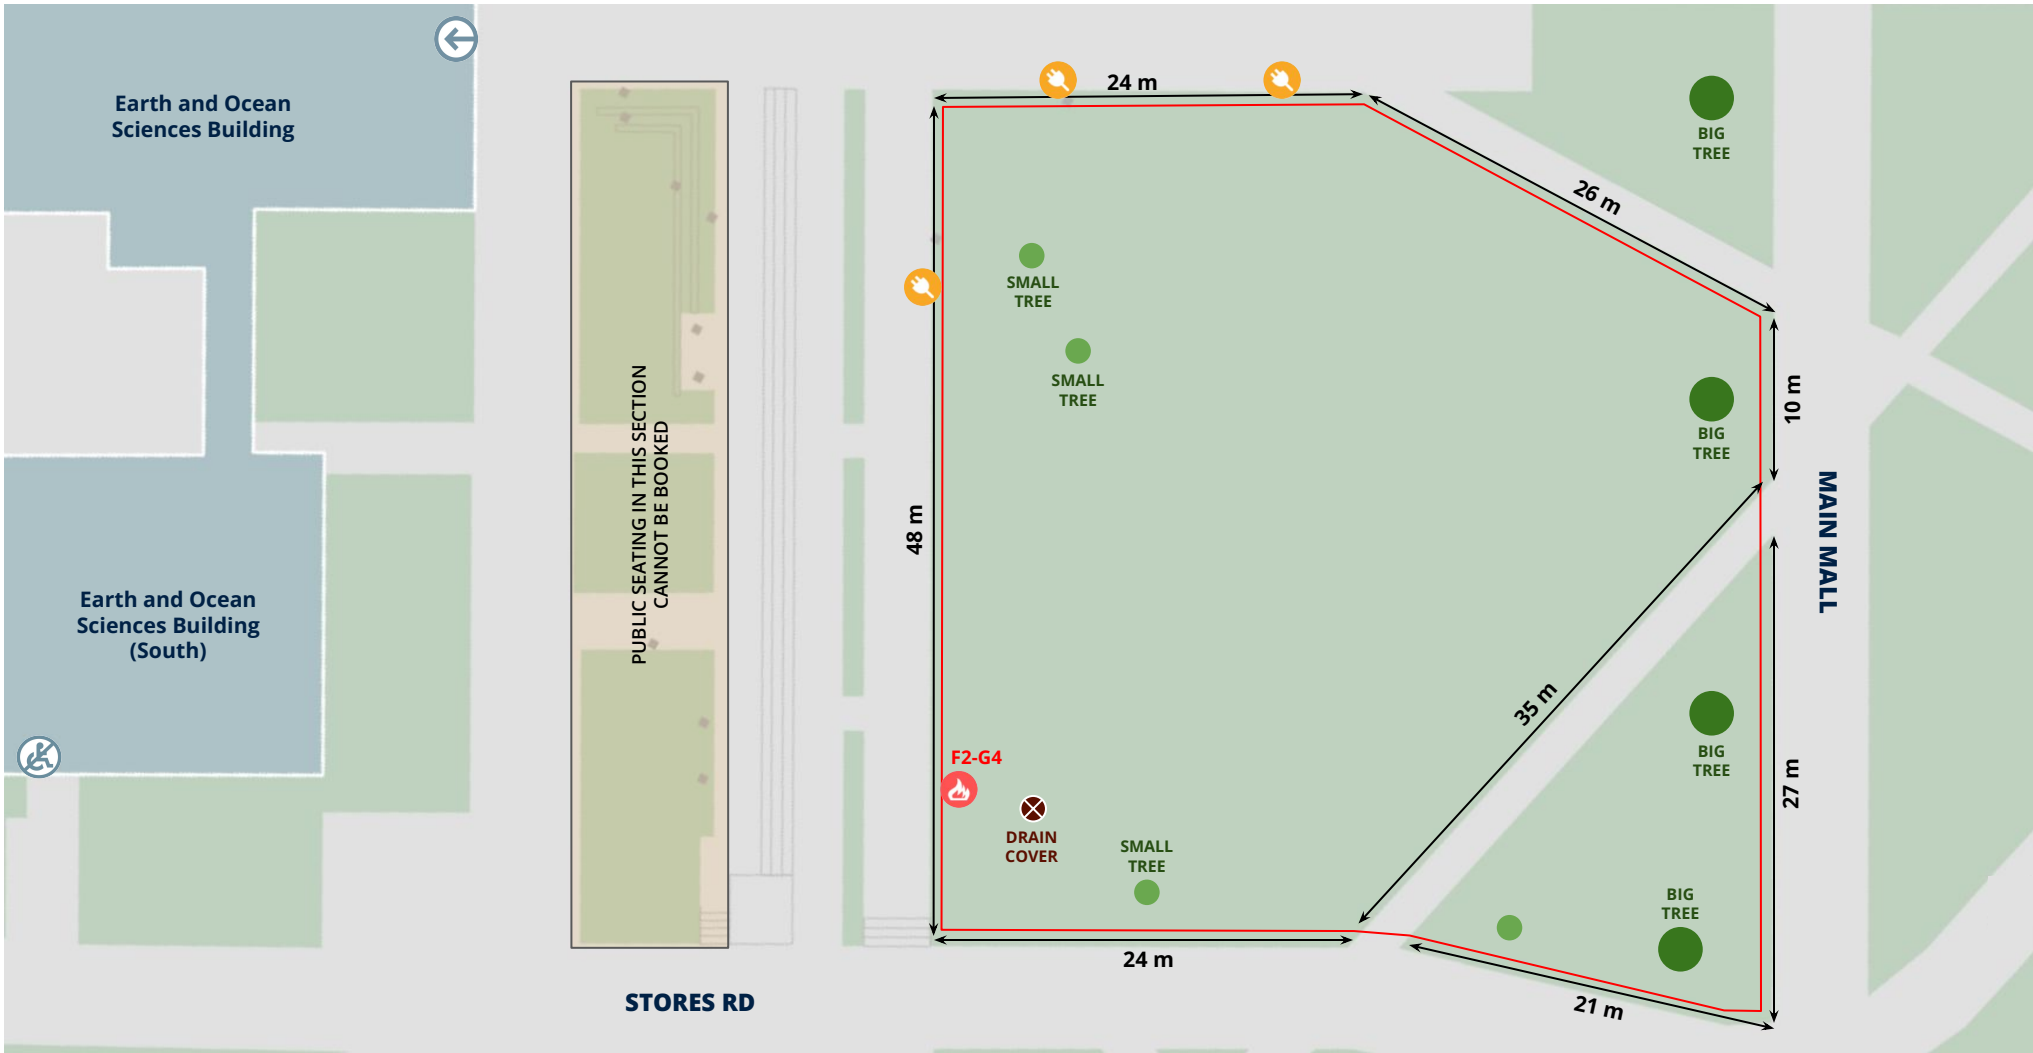 Earth and Ocean
Sciences Building
24 m
BIG
TREE
26 m
SMALL
TREE
SMALL
TREE
10 m
BIG
TREE
PUBLIC SEATING IN THIS SECTION
CANNOT BE BOOKED
48 m
MAIN MALL
Earth and Ocean
Sciences Building
(South)
35 m
F2-G4
BIG
TREE
27 m
DRAIN
COVER
SMALL
TREE
BIG
TREE
24 m
21 m
STORES RD